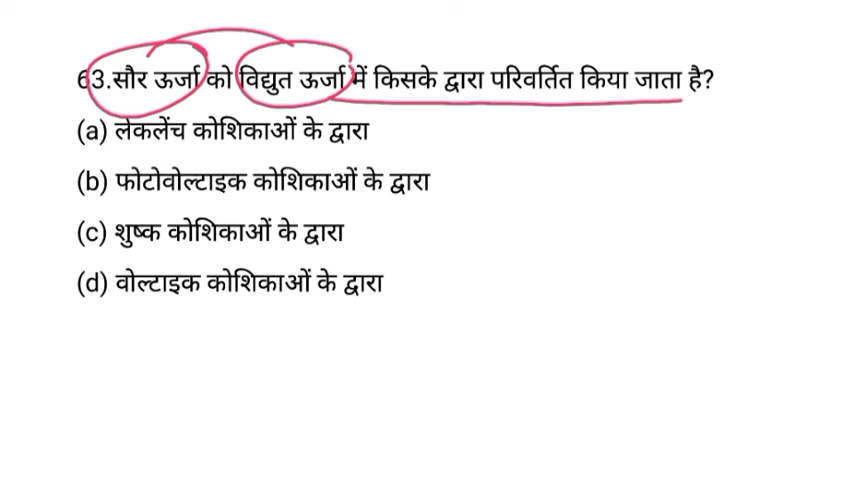 63.सौर ऊर्जा को विद्युत ऊर्जा में किसके द्वारा परिवर्तित किया जाता है?
(a) लेकलेंच कोशिकाओं के द्वारा
(b) फोटोवोल्टाइक कोशिकाओं के द्वारा
(c) शुष्क कोशिकाओं के द्वारा
(d) वोल्टाइक कोशिकाओं के द्वारा